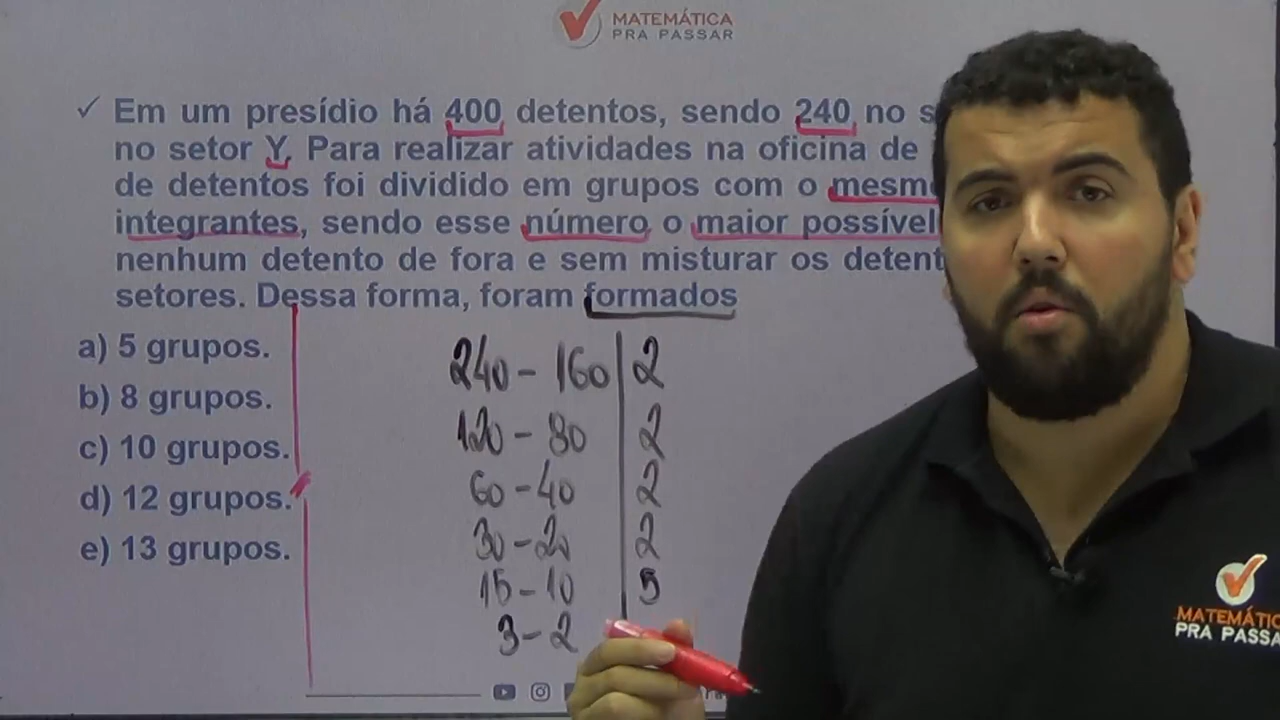 MATEMÁTICA
PRA PASSAR
✓ Em um presídio há 400 detentos, sendo 240 no s
no setor Y. Para realizar atividades na oficina de
de detentos foi dividido em grupos com o mesm
integrantes, sendo esse número o maior possível
nenhum detento de fora e sem misturar os detent
setores. Dessa forma, foram formados
a) 5 grupos.
b) 8 grupos.
c) 10 grupos.
d) 12 grupos.
e) 13 grupos.
240 - 160 | 2
120 - 80 | 2
60 - 40 | 2
30 - 20 | 2
15 - 10 | 5
3 - 2
MATEMÁTIC
PRA PASSA